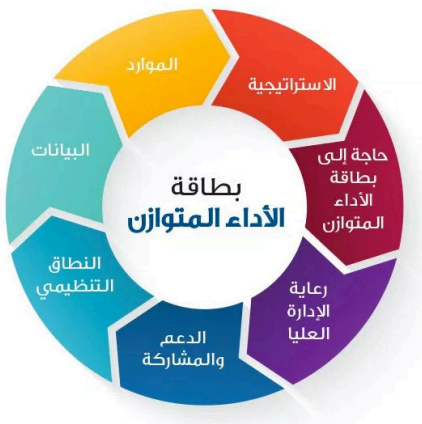 بطاقة
الأداء المتوازن
الاستراتيجية
حاجة إلى
بطاقة
الأداء
المتوازن
رعاية
الإدارة
العليا
الدعم
والمشاركة
النطاق
التنظيمي
البيانات
الموارد